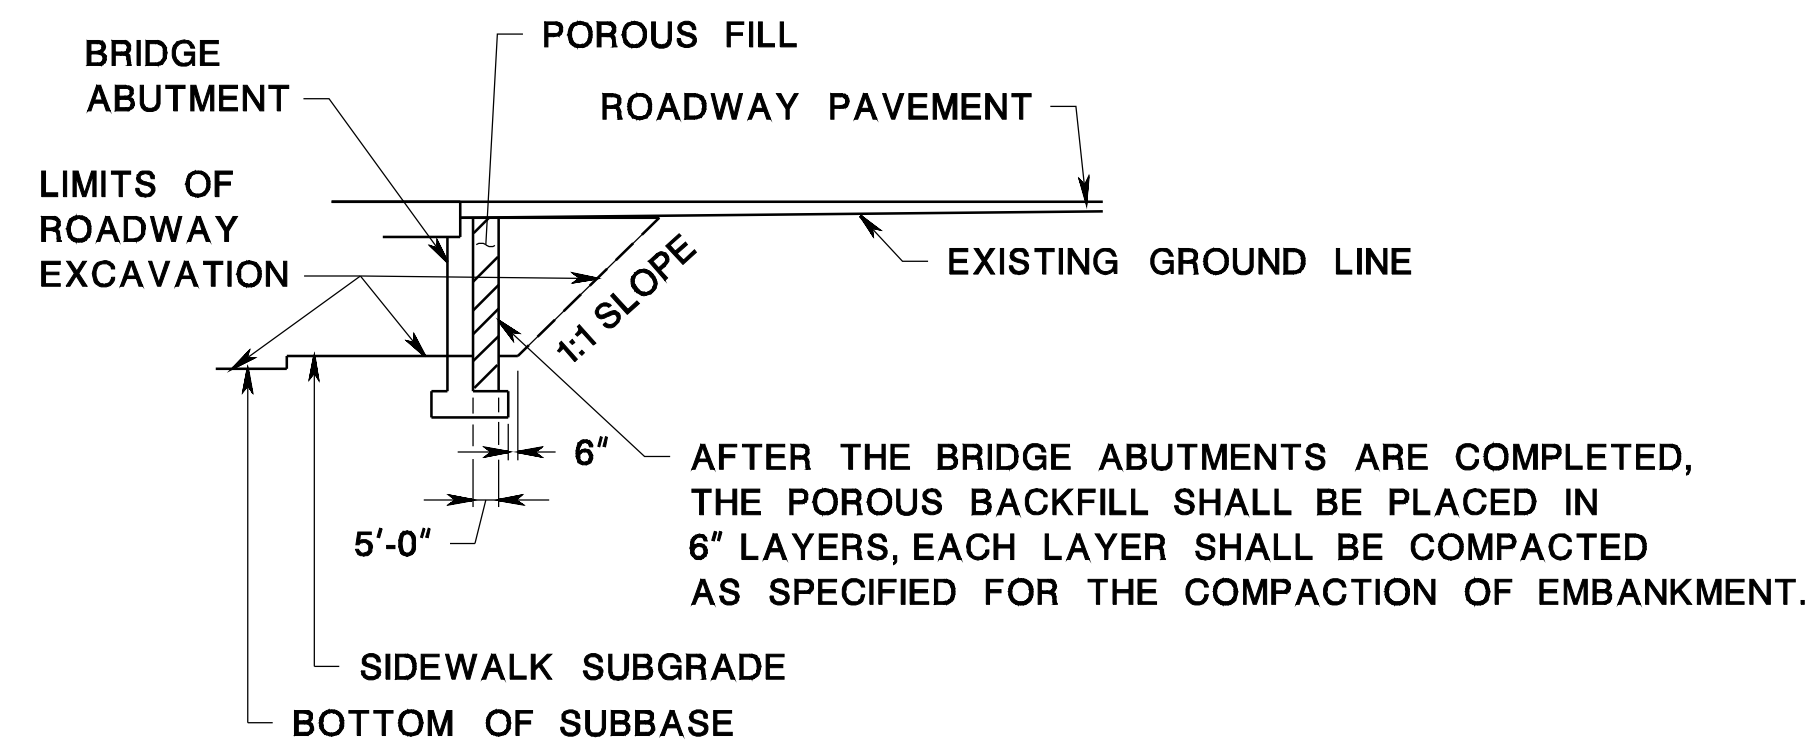 POROUS FILL
BRIDGE
ABUTMENT
ROADWAY PAVEMENT
LIMITS OF
ROADWAY
EXCAVATION
EXISTING GROUND LINE
1:1 SLOPE
6"
AFTER THE BRIDGE ABUTMENTS ARE COMPLETED,
THE POROUS BACKFILL SHALL BE PLACED IN
6" LAYERS, EACH LAYER SHALL BE COMPACTED
AS SPECIFIED FOR THE COMPACTION OF EMBANKMENT.
5'-0"
SIDEWALK SUBGRADE
BOTTOM OF SUBBASE